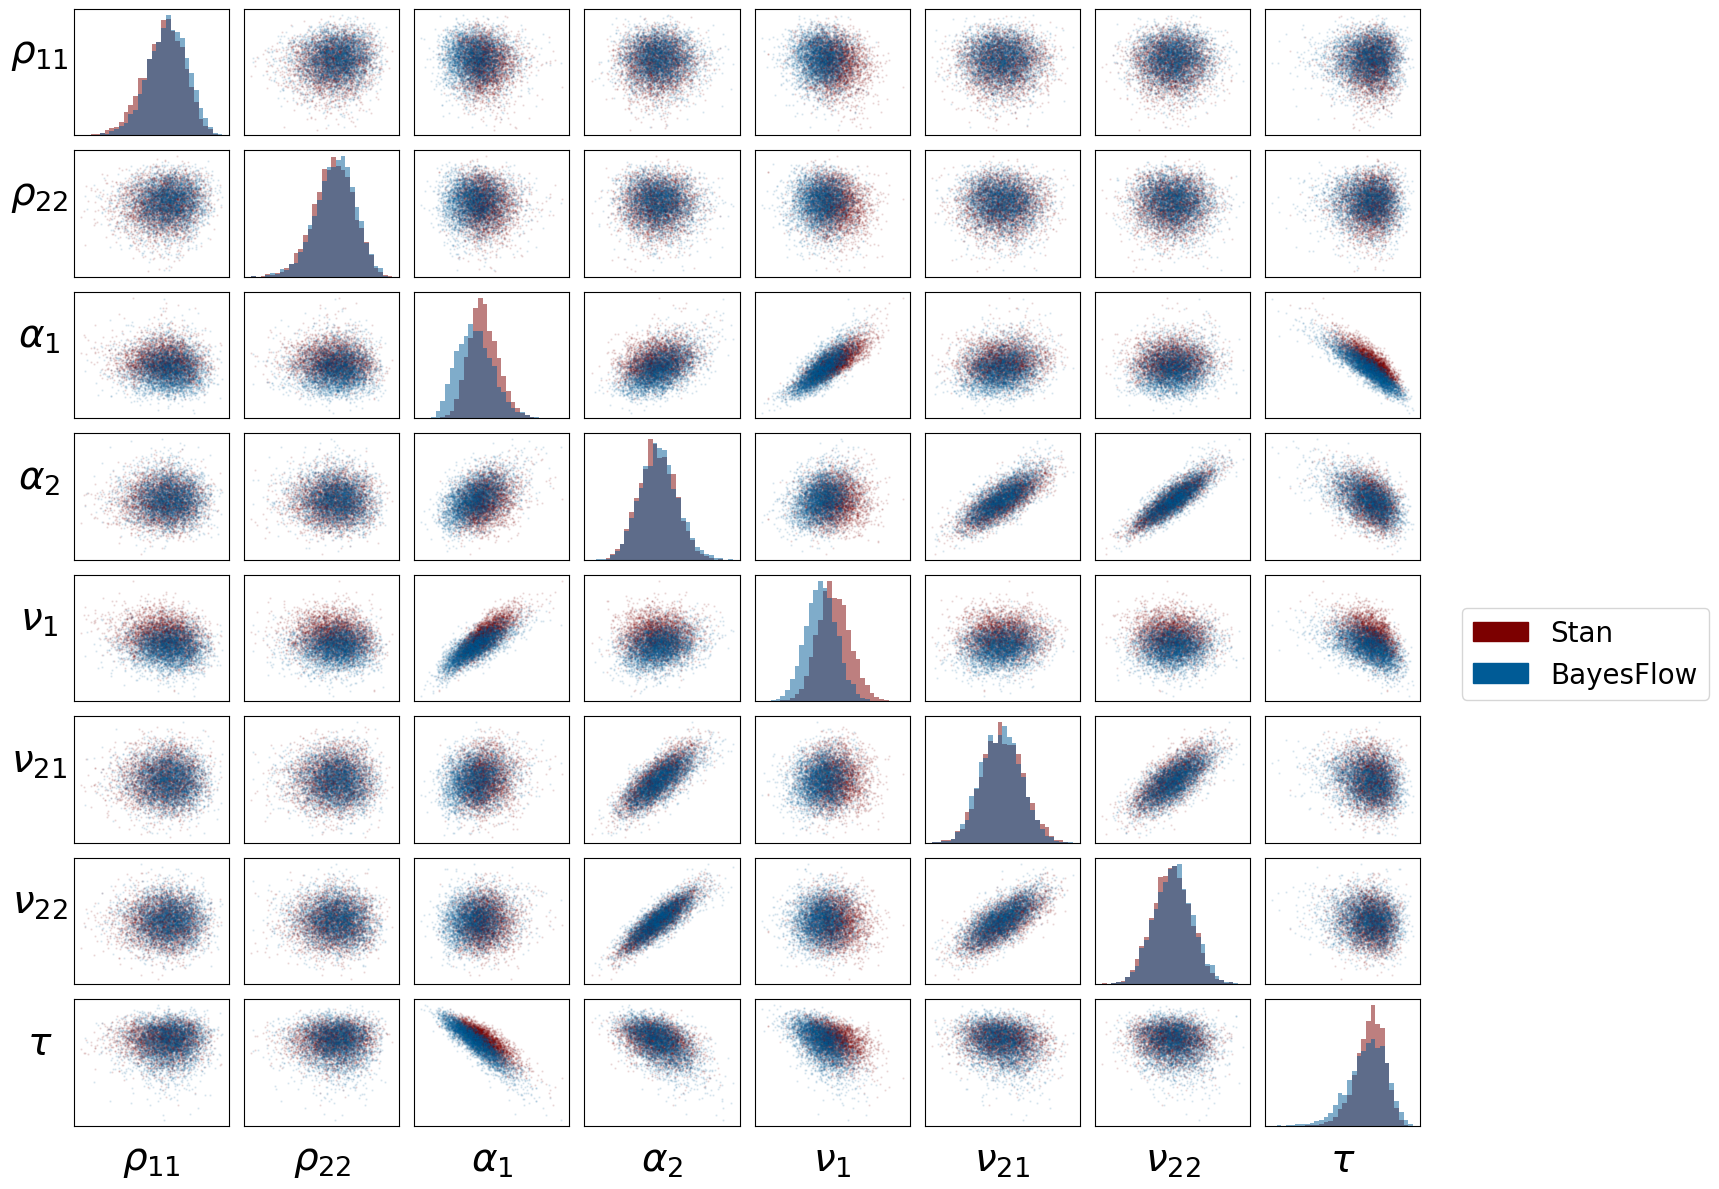 ρ₁₁
ρ₂₂
α₁
α₂
ν₁
ν₂₁
ν₂₂
τ
Stan
BayesFlow
ρ₁₁ ρ₂₂ α₁ α₂ ν₁ ν₂₁ ν₂₂ τ